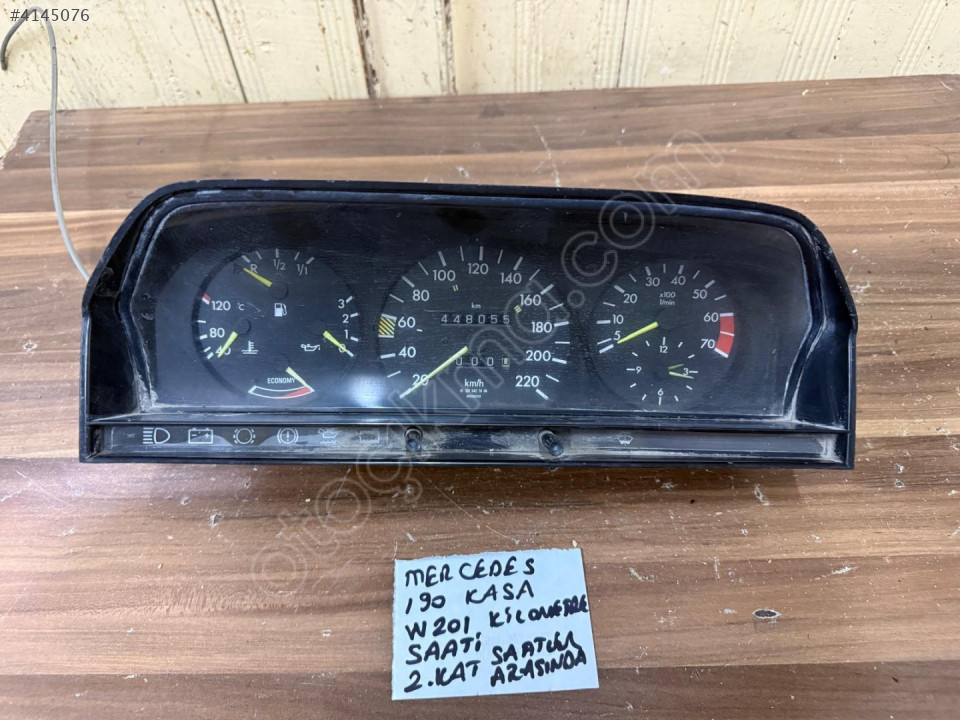 #4145076
R 1/2 1/1
120 °C
80
40
3
2
1
0
ECONOMY
20 40 60 80 100 120 140 160 180 200 220
km
448055
km/h
5 10 20 30 40 50 60 70
x100
1/min
12
9 3
6
otocikma.com
MERCEDES
190 KASA
W201 KİLOMETRE
SAATİ
2.KAT SAATLER
ARASINDA